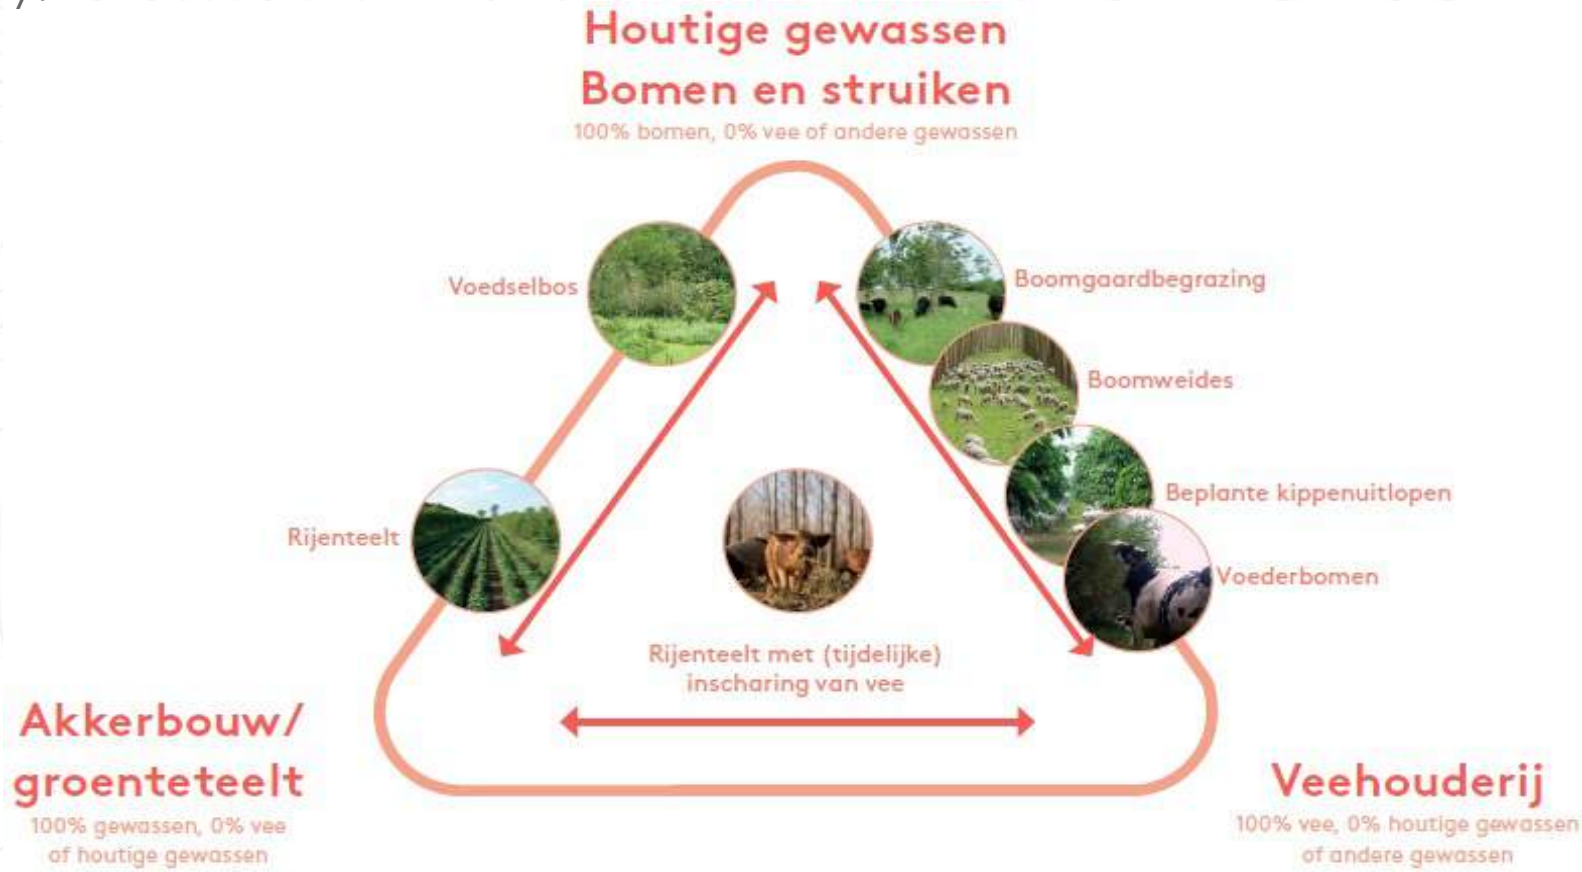 Houtige gewassen
Bomen en struiken
100% bomen, 0% vee of andere gewassen
Voedselbos
Boomgaardbegrazing
Boomweides
Beplante kippenuitlopen
Rijenteelt
Voederbomen
Rijenteelt met (tijdelijke)
inscharing van vee
Akkerbouw/
groenteteelt
100% gewassen, 0% vee
of houtige gewassen
Veehouderij
100% vee, 0% houtige gewassen
of andere gewassen